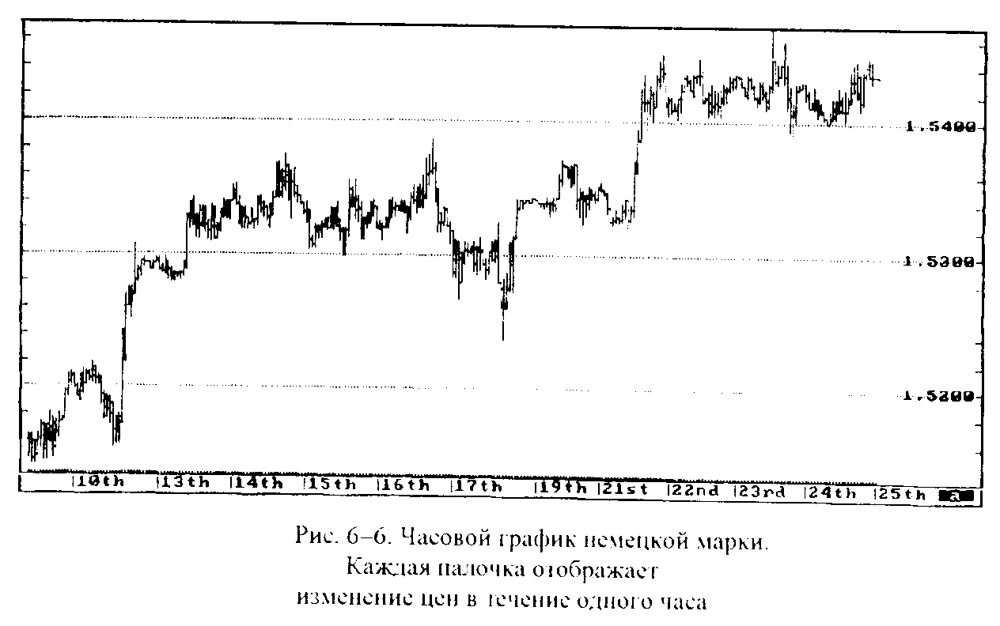 1.5400
1.5300
1.5200
10th 13th 14th 15th 16th 17th 19th 21st 22nd 23rd 24th 25th a
Рис. 6–6. Часовой график немецкой марки.
Каждая палочка отображает
изменение цен в течение одного часа